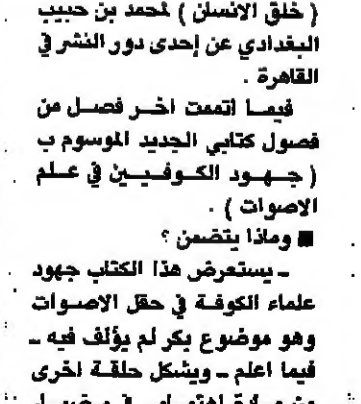 ( خلق الانسان ) لمحمد بن حبيب
البغدادي عن إحدى دور النشر في
القاهرة .
فيما اتممت اخر فصل من
فصول كتابي الجديد الموسوم ب
( جهود الكوفيين في علم
الاصوات ) .
■ وماذا يتضمن ؟
ـ يستعرض هذا الكتاب جهود
علماء الكوفة في حقل الاصوات
وهو موضوع بكر لم يؤلف فيه ـ
فيما اعلم ـ ويشكل حلقة اخرى